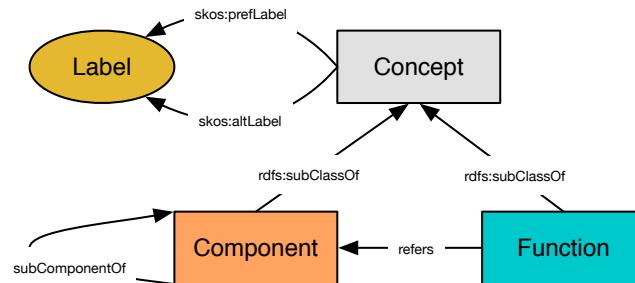 skos:prefLabel
Label
Concept
skos:altLabel
rdfs:subClassOf
rdfs:subClassOf
Component
refers
Function
subComponentOf